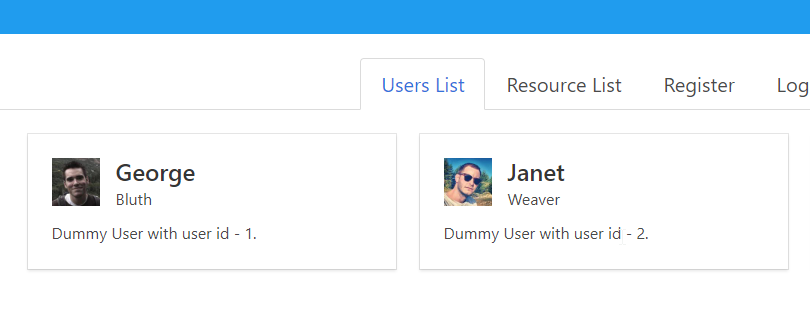 Users List
Resource List
Register
Log
George
Bluth
Dummy User with user id - 1.
Janet
Weaver
Dummy User with user id - 2.